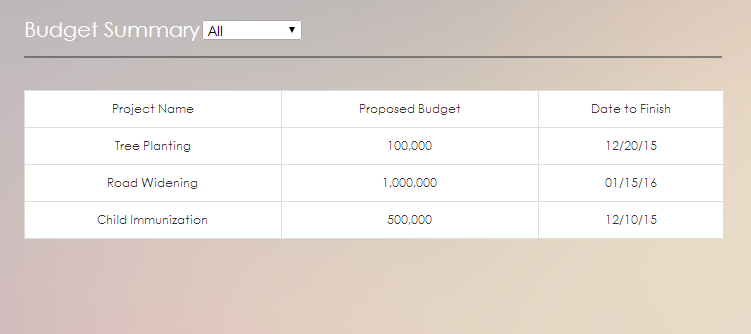 Budget Summary All
Project Name Proposed Budget Date to Finish
Tree Planting 100,000 12/20/15
Road Widening 1,000,000 01/15/16
Child Immunization 500,000 12/10/15